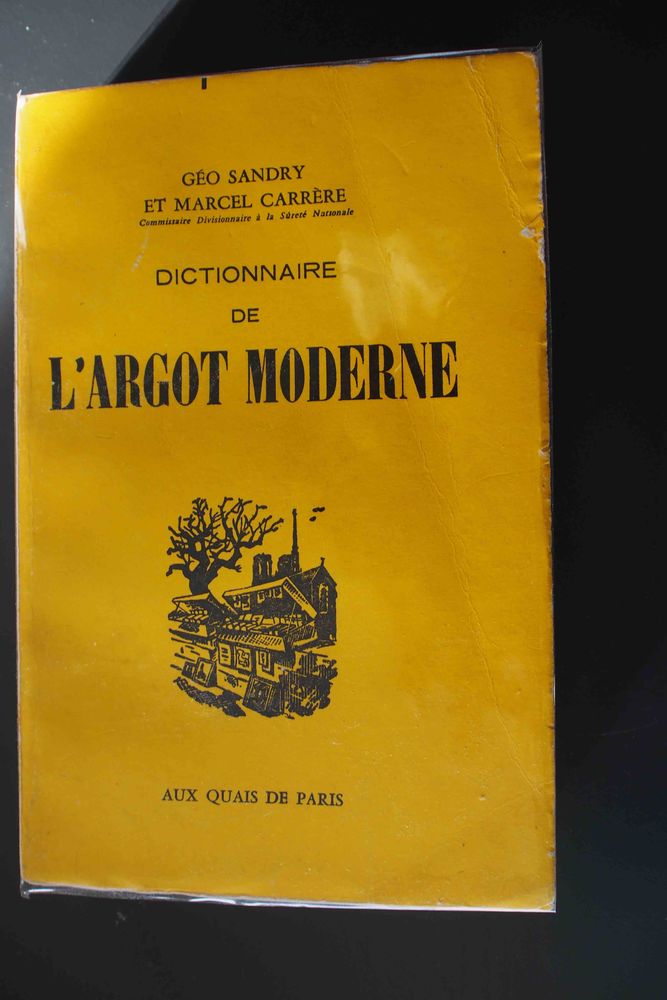 GÉO SANDRY
ET MARCEL CARRÈRE
Commissaire Divisionnaire à la Sûreté Nationale
DICTIONNAIRE
DE
L'ARGOT MODERNE
AUX QUAIS DE PARIS